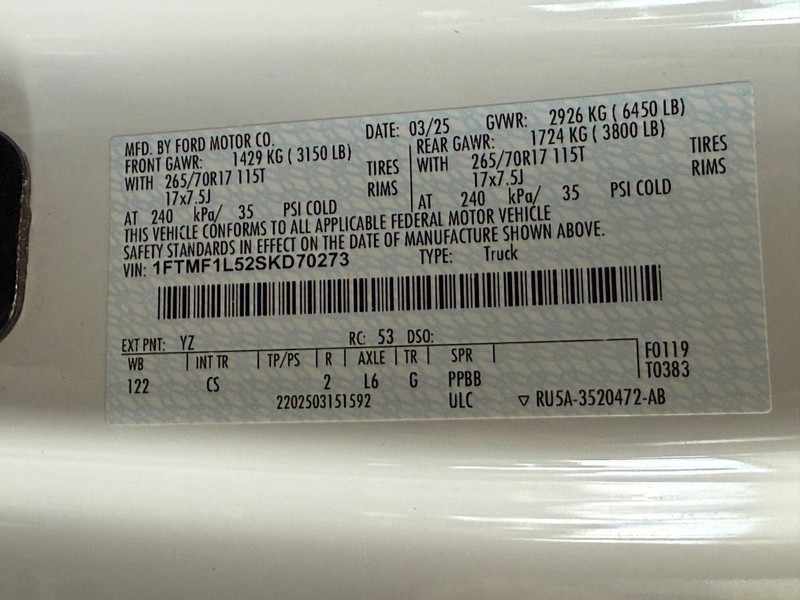 MFD. BY FORD MOTOR CO. DATE: 03/25 GVWR: 2926 KG ( 6450 LB)
FRONT GAWR: 1429 KG ( 3150 LB) REAR GAWR: 1724 KG ( 3800 LB)
WITH 265/70R17 115T TIRES WITH 265/70R17 115T TIRES
17x7.5J RIMS 17x7.5J RIMS
AT 240 kPa/ 35 PSI COLD AT 240 kPa/ 35 PSI COLD
THIS VEHICLE CONFORMS TO ALL APPLICABLE FEDERAL MOTOR VEHICLE
SAFETY STANDARDS IN EFFECT ON THE DATE OF MANUFACTURE SHOWN ABOVE.
VIN: 1FTMF1L52SKD70273 TYPE: Truck
EXT PNT: YZ RC: 53 DSO:
WB INT TR TP/PS R AXLE TR SPR F0119
122 CS 2 L6 G PPBB T0383
2202503151592 ULC ▽ RU5A-3520472-AB